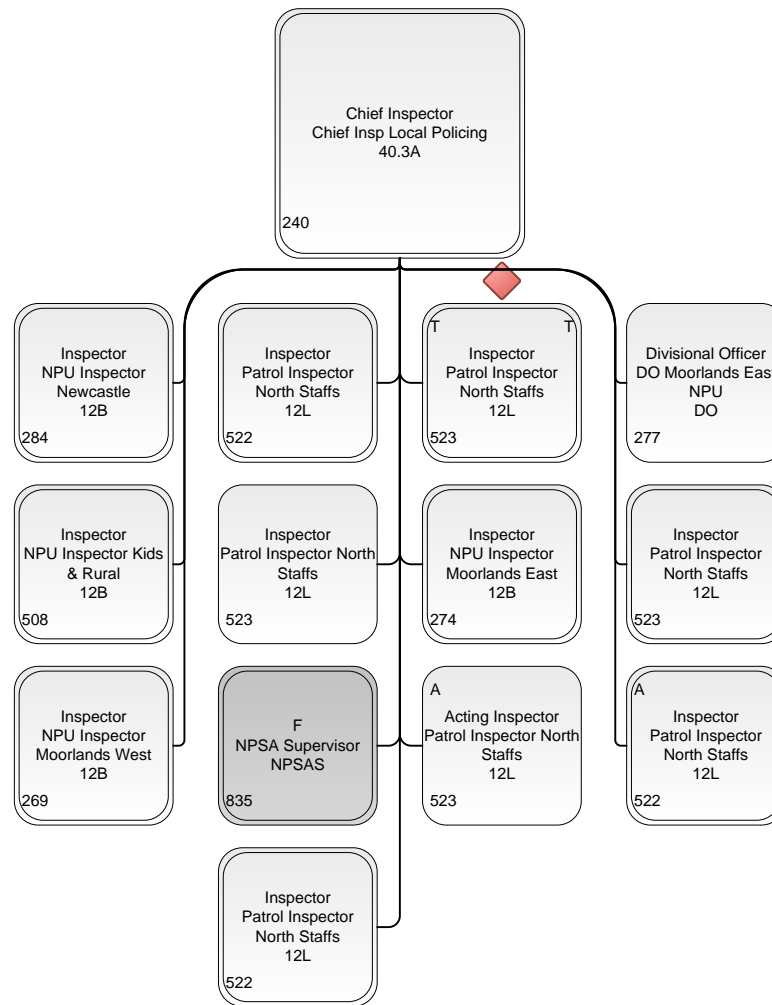 Chief Inspector
Chief Insp Local Policing
40.3A
240
Inspector
NPU Inspector
Newcastle
12B
284
Inspector
Patrol Inspector
North Staffs
12L
522
T
T
Inspector
Patrol Inspector
North Staffs
12L
523
Divisional Officer
DO Moorlands East
NPU
DO
277
Inspector
NPU Inspector Kids
& Rural
12B
508
Inspector
Patrol Inspector North
Staffs
12L
523
Inspector
NPU Inspector
Moorlands East
12B
274
Inspector
Patrol Inspector
North Staffs
12L
523
Inspector
NPU Inspector
Moorlands West
12B
269
F
NPSA Supervisor
NPSAS
835
A
Acting Inspector
Patrol Inspector North
Staffs
12L
523
A
Inspector
Patrol Inspector
North Staffs
12L
522
Inspector
Patrol Inspector
North Staffs
12L
522